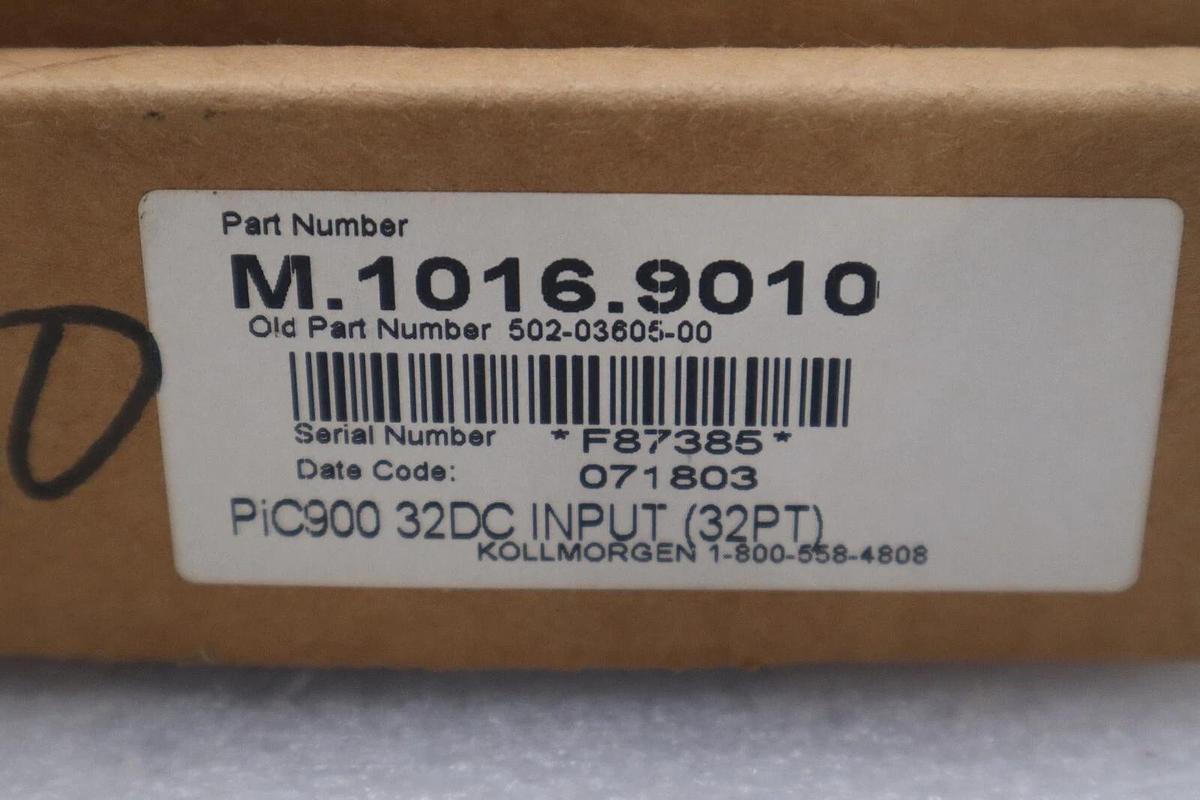 Part Number
M.1016.9010
Old Part Number 502-03605-00
Serial Number *F87385*
Date Code: 071803
PiC900 32DC INPUT (32PT)
KOLLMORGEN 1-800-558-4808
D